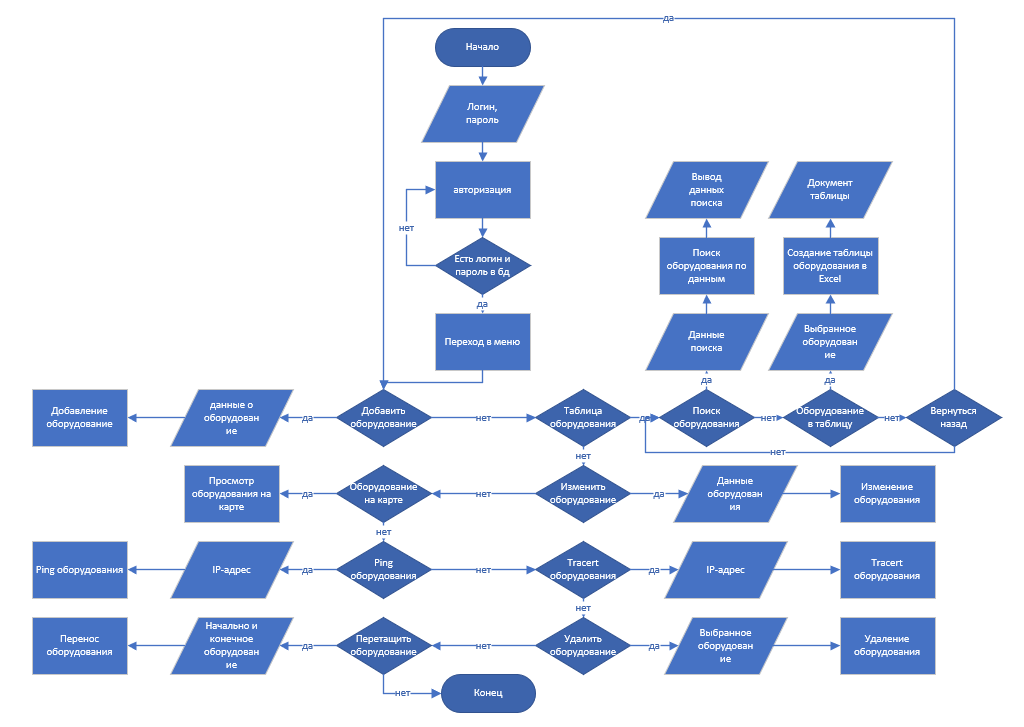 да
Начало
Логин,
пароль
авторизация
нет
Есть логин и
пароль в бд
да
Переход в меню
Вывод
данных
поиска
Документ
таблицы
Поиск
оборудования по
данным
Создание таблицы
оборудования в
Excel
Данные
поиска
Выбранное
оборудован
ие
да
да
Добавление
оборудование
данные о
оборудован
ие
да
Добавить
оборудование
нет
Таблица
оборудования
да
Поиск
оборудования
нет
Оборудование
в таблицу
нет
Вернуться
назад
нет
нет
Просмотр
оборудования на
карте
да
Оборудование
на карте
нет
Изменить
оборудование
да
Данные
оборудован
ия
Изменение
оборудования
нет
Ping оборудования
IP-адрес
да
Ping
оборудования
нет
Tracert
оборудования
да
IP-адрес
Tracert
оборудования
нет
Перенос
оборудования
Начально и
конечное
оборудован
ие
да
Перетащить
оборудование
нет
Удалить
оборудование
да
Выбранное
оборудован
ие
Удаление
оборудования
нет
Конец